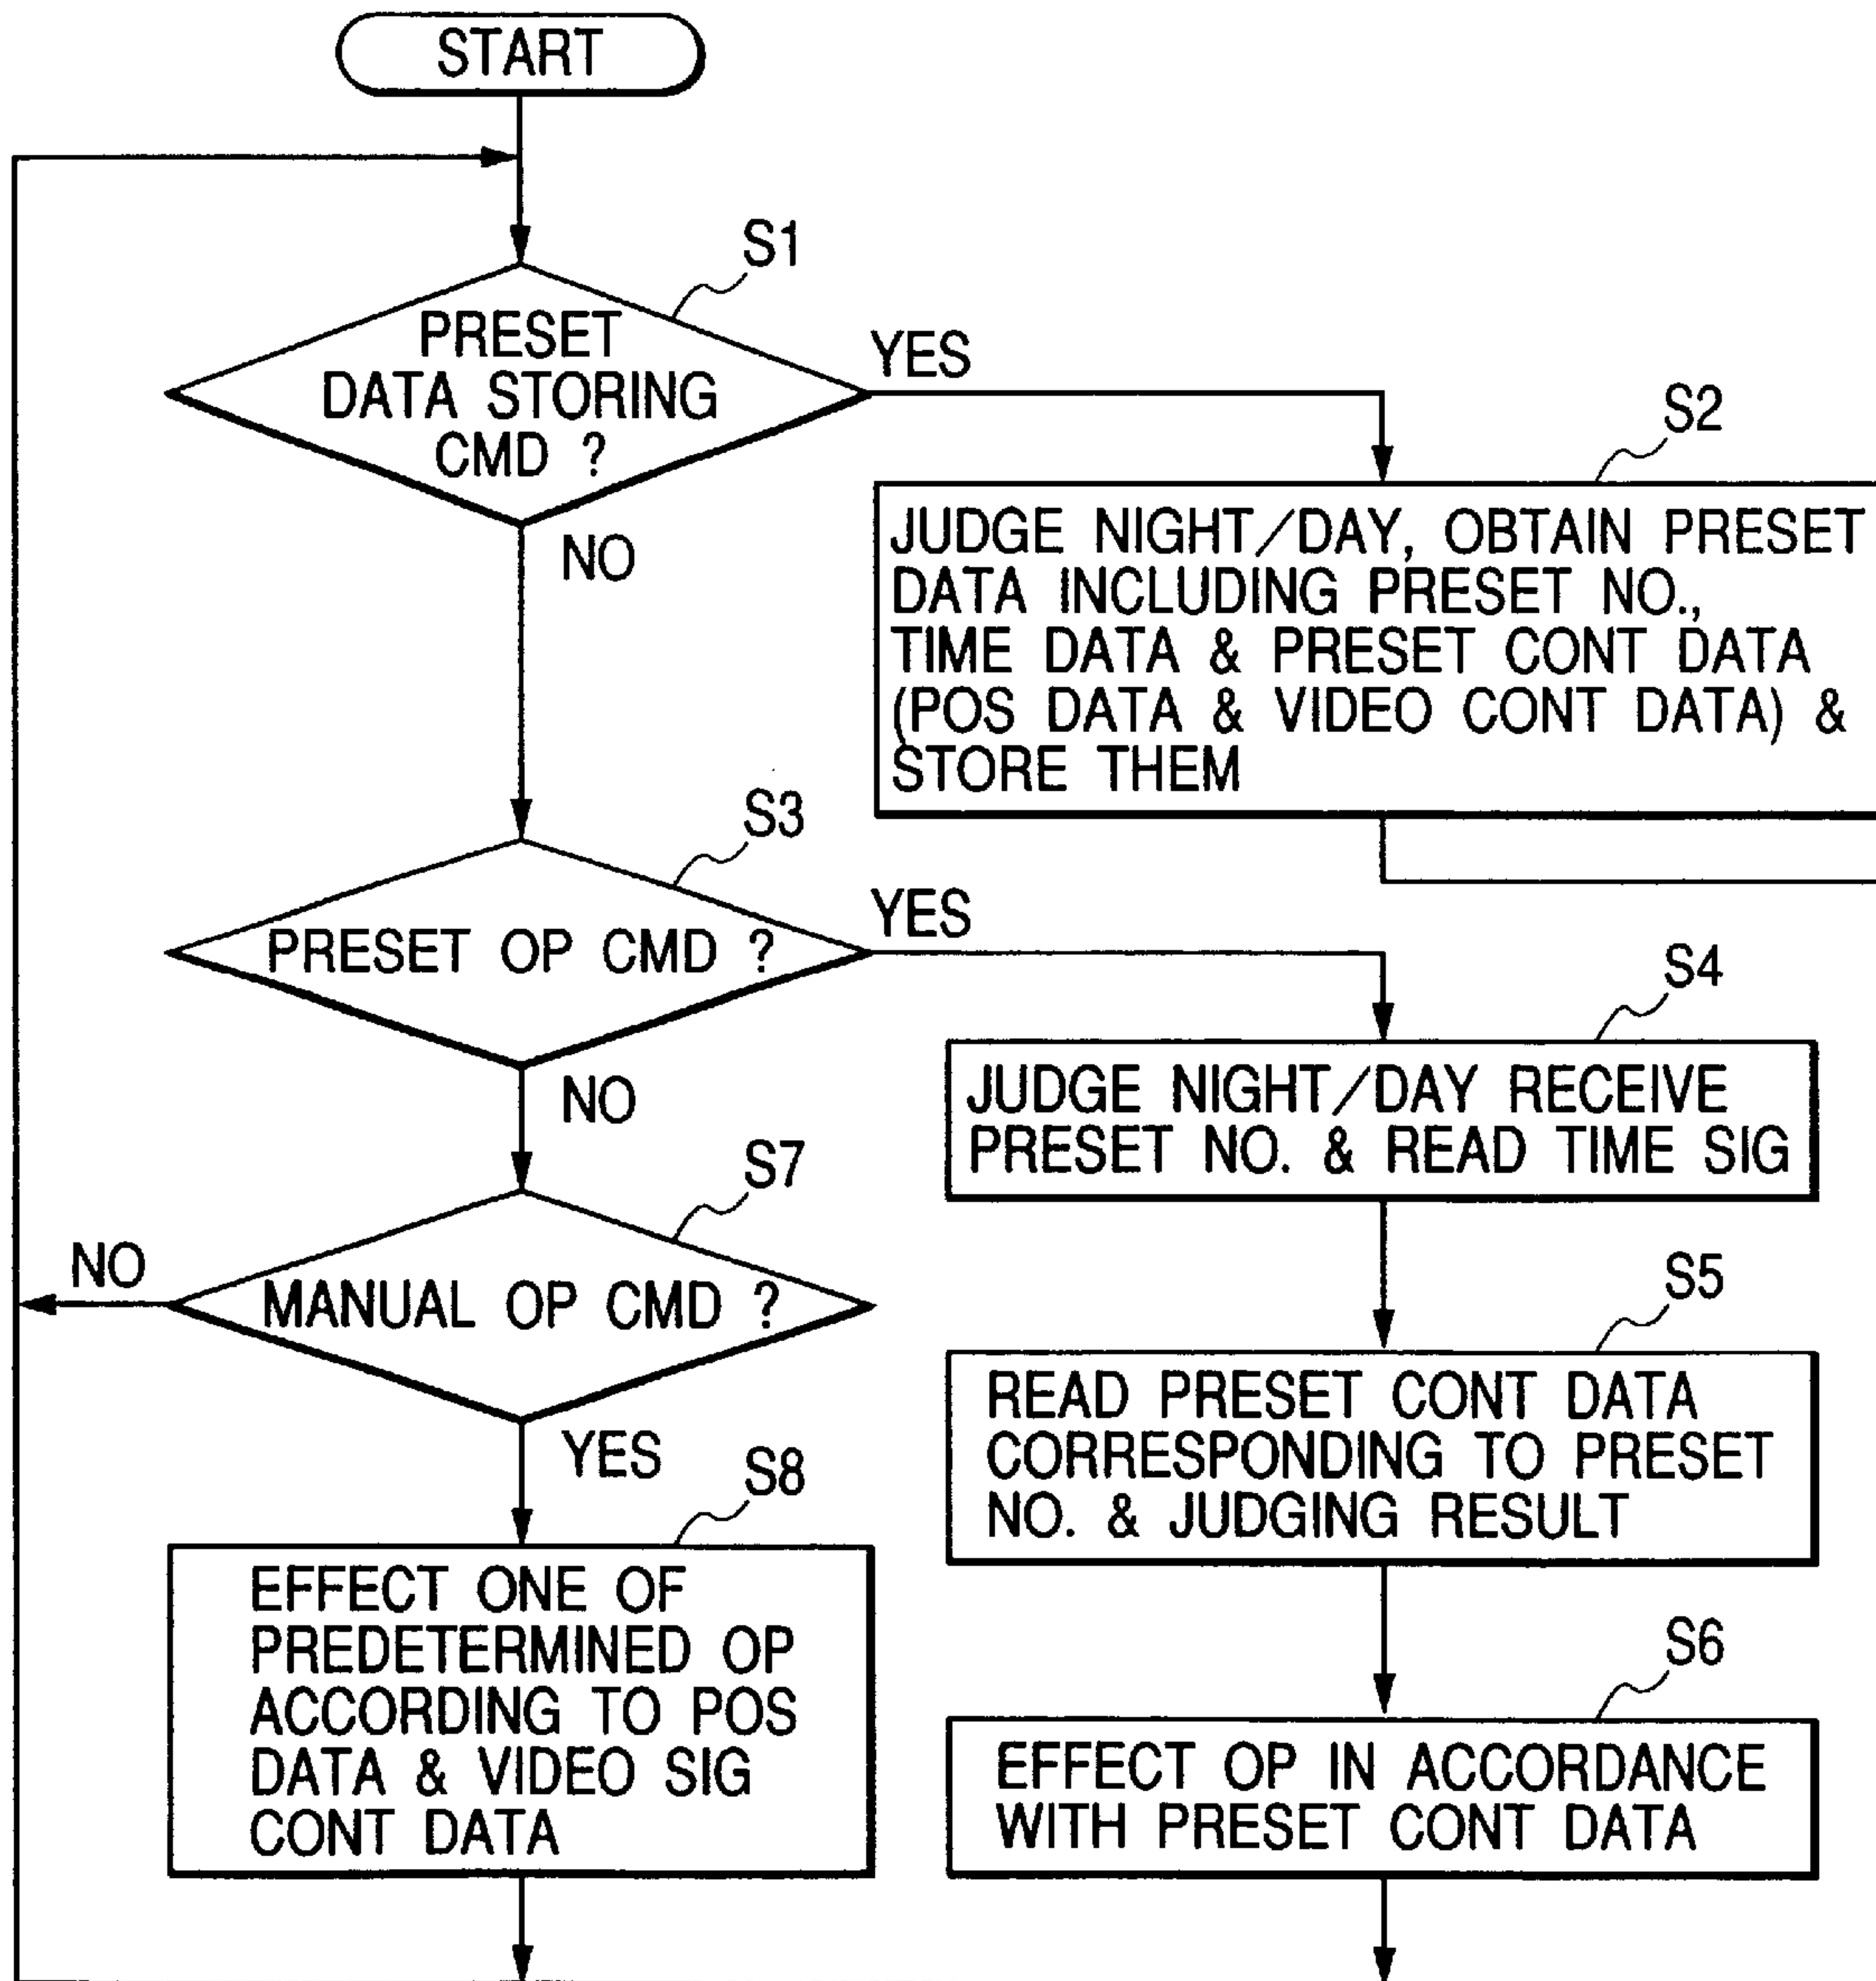 START
S1
PRESET
DATA STORING
CMD ?
YES
NO
S2
JUDGE NIGHT/DAY, OBTAIN PRESET
DATA INCLUDING PRESET NO.,
TIME DATA & PRESET CONT DATA
(POS DATA & VIDEO CONT DATA) &
STORE THEM
S3
PRESET OP CMD ?
YES
NO
S4
JUDGE NIGHT/DAY RECEIVE
PRESET NO. & READ TIME SIG
S7
MANUAL OP CMD ?
NO
YES
S5
READ PRESET CONT DATA
CORRESPONDING TO PRESET
NO. & JUDGING RESULT
S8
EFFECT ONE OF
PREDETERMINED OP
ACCORDING TO POS
DATA & VIDEO SIG
CONT DATA
S6
EFFECT OP IN ACCORDANCE
WITH PRESET CONT DATA